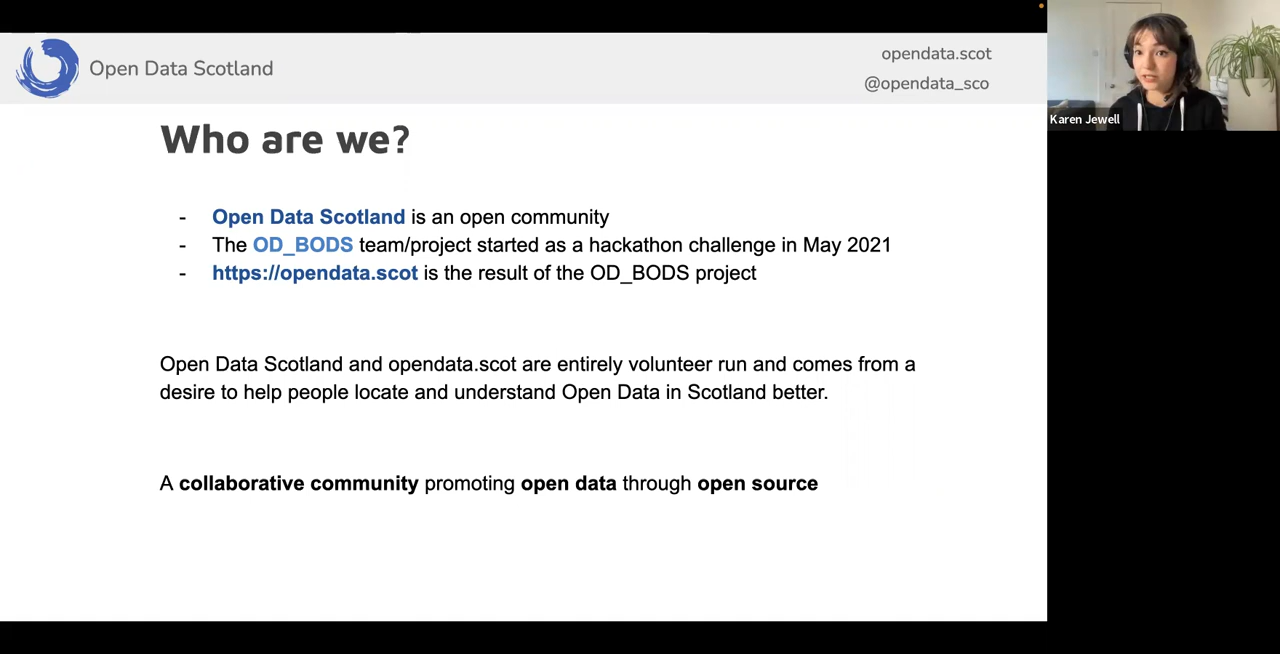 Open Data Scotland
opendata.scot
@opendata_sco
Karen Jewell
Who are we?
- Open Data Scotland is an open community
- The OD_BODS team/project started as a hackathon challenge in May 2021
- https://opendata.scot is the result of the OD_BODS project
Open Data Scotland and opendata.scot are entirely volunteer run and comes from a
desire to help people locate and understand Open Data in Scotland better.
A collaborative community promoting open data through open source